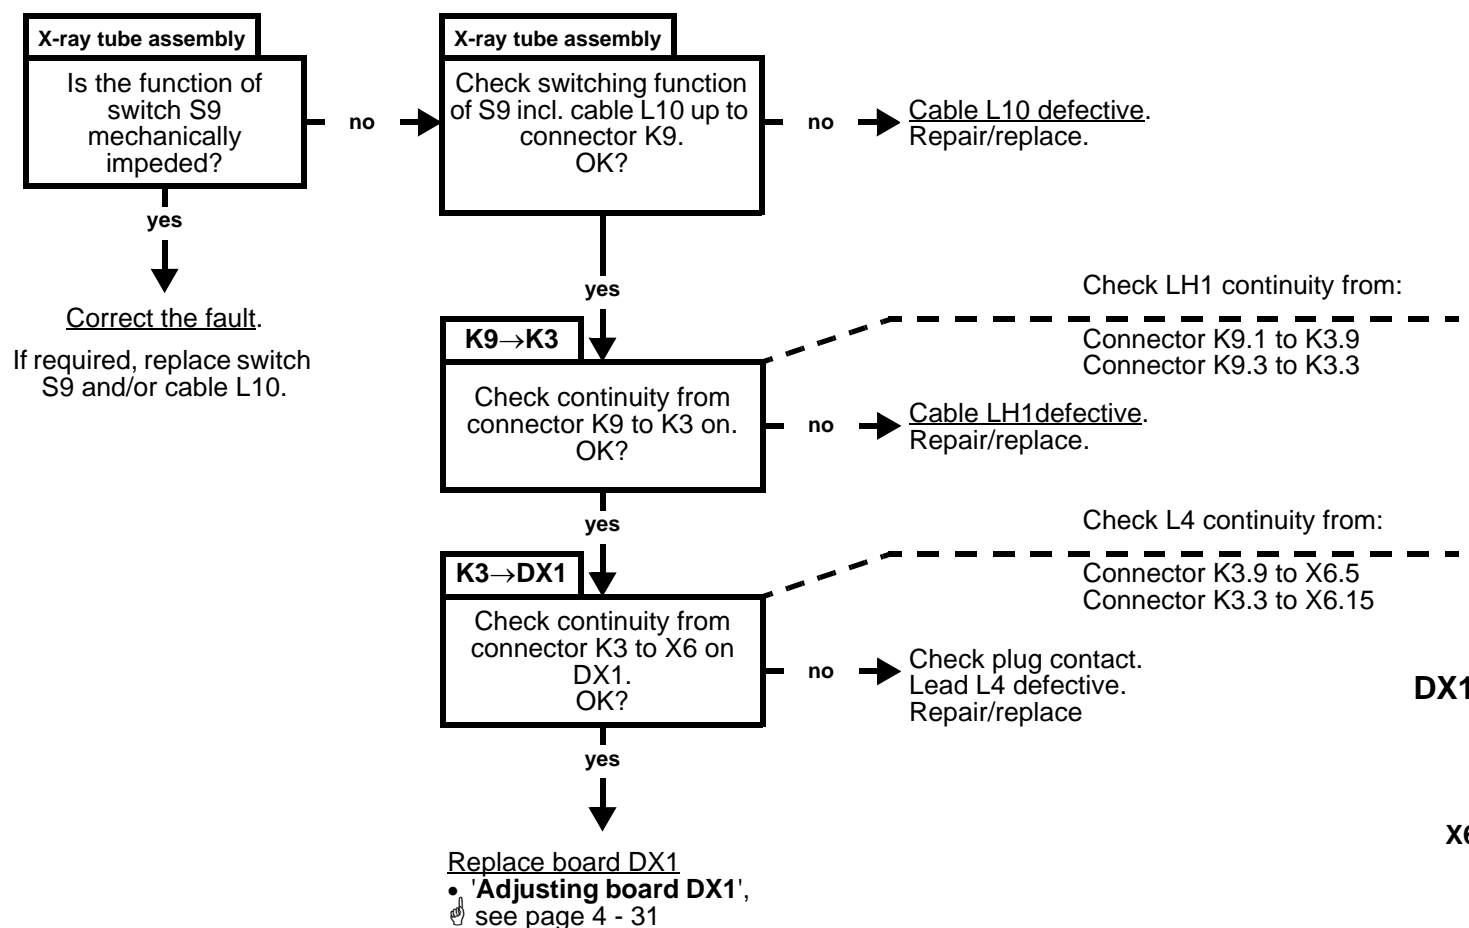 X-ray tube assembly
Is the function of
switch S9
mechanically
impeded?
no
yes
Correct the fault.
If required, replace switch
S9 and/or cable L10.
X-ray tube assembly
Check switching function
of S9 incl. cable L10 up to
connector K9.
OK?
no
Cable L10 defective.
Repair/replace.
yes
Check LH1 continuity from:
Connector K9.1 to K3.9
Connector K9.3 to K3.3
K9→K3
Check continuity from
connector K9 to K3 on.
OK?
no
Cable LH1defective.
Repair/replace.
yes
Check L4 continuity from:
Connector K3.9 to X6.5
Connector K3.3 to X6.15
K3→DX1
Check continuity from
connector K3 to X6 on
DX1.
OK?
no
Check plug contact.
Lead L4 defective.
Repair/replace
DX1
yes
X6
Replace board DX1
• 'Adjusting board DX1',
☝ see page 4 - 31